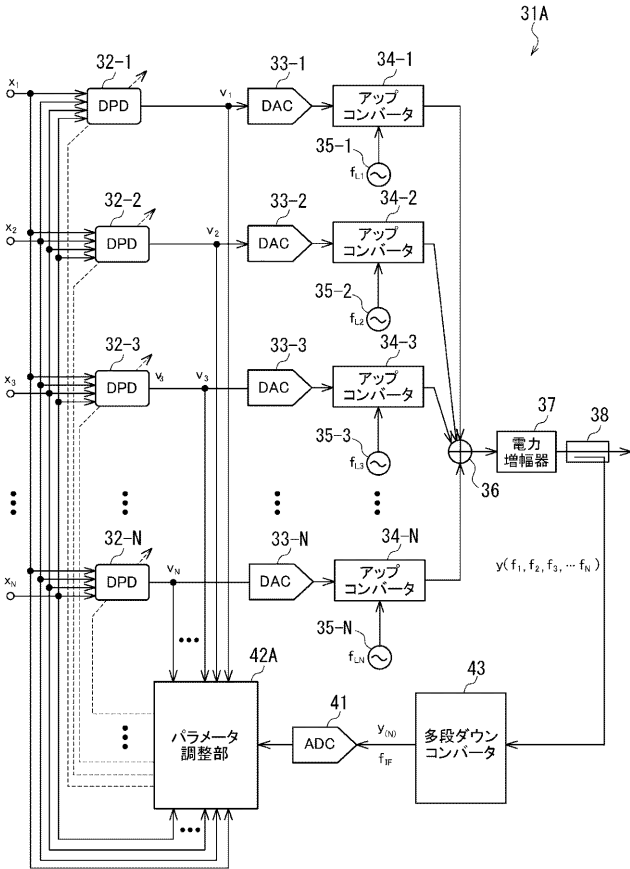 31A
32-1
33-1
34-1
x1
DPD
v1
DAC
アップ
コンバータ
35-1
fL1
32-2
33-2
34-2
x2
DPD
v2
DAC
アップ
コンバータ
35-2
fL2
32-3
33-3
34-3
x3
DPD
v3
v3
DAC
アップ
コンバータ
35-3
fL3
37
38
電力
増幅器
36
32-N
33-N
34-N
xN
DPD
vN
DAC
アップ
コンバータ
y(f1,f2,f3,…fN)
35-N
fLN
42A
41
43
パラメータ
調整部
ADC
y(N)
fIF
多段ダウン
コンバータ